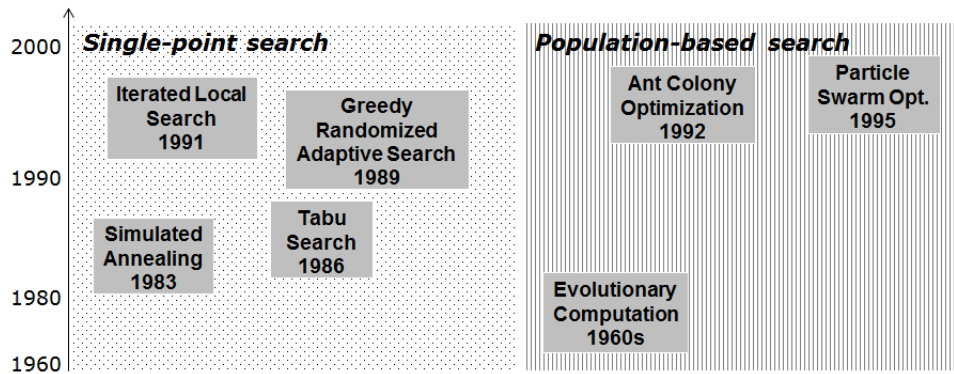 2000
1990
1980
1960
Single-point search
Iterated Local
Search
1991
Greedy
Randomized
Adaptive Search
1989
Simulated
Annealing
1983
Tabu
Search
1986
Population-based search
Ant Colony
Optimization
1992
Particle
Swarm Opt.
1995
Evolutionary
Computation
1960s